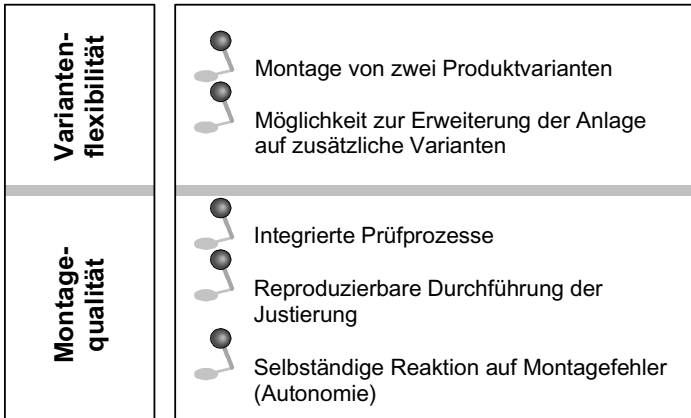 Varianten-
flexibilität
Montage von zwei Produktvarianten
Möglichkeit zur Erweiterung der Anlage
auf zusätzliche Varianten
Montage-
qualität
Integrierte Prüfprozesse
Reproduzierbare Durchführung der
Justierung
Selbständige Reaktion auf Montagefehler
(Autonomie)